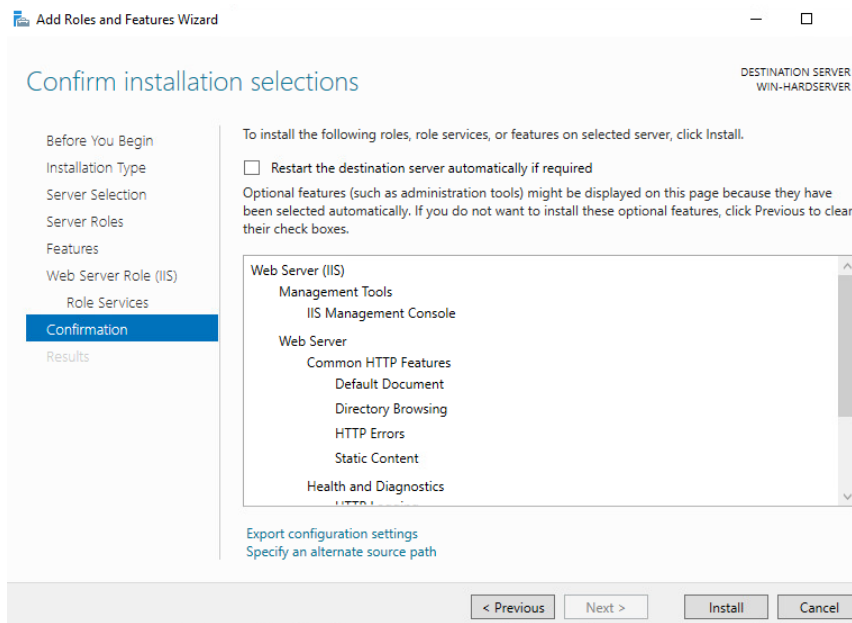 Add Roles and Features Wizard
Confirm installation selections
DESTINATION SERVER
WIN-HARDSERVER
Before You Begin
Installation Type
Server Selection
Server Roles
Features
Web Server Role (IIS)
Role Services
Confirmation
Results
To install the following roles, role services, or features on selected server, click Install.
Restart the destination server automatically if required
Optional features (such as administration tools) might be displayed on this page because they have
been selected automatically. If you do not want to install these optional features, click Previous to clear
their check boxes.
Web Server (IIS)
Management Tools
IIS Management Console
Web Server
Common HTTP Features
Default Document
Directory Browsing
HTTP Errors
Static Content
Health and Diagnostics
Export configuration settings
Specify an alternate source path
< Previous
Next >
Install
Cancel